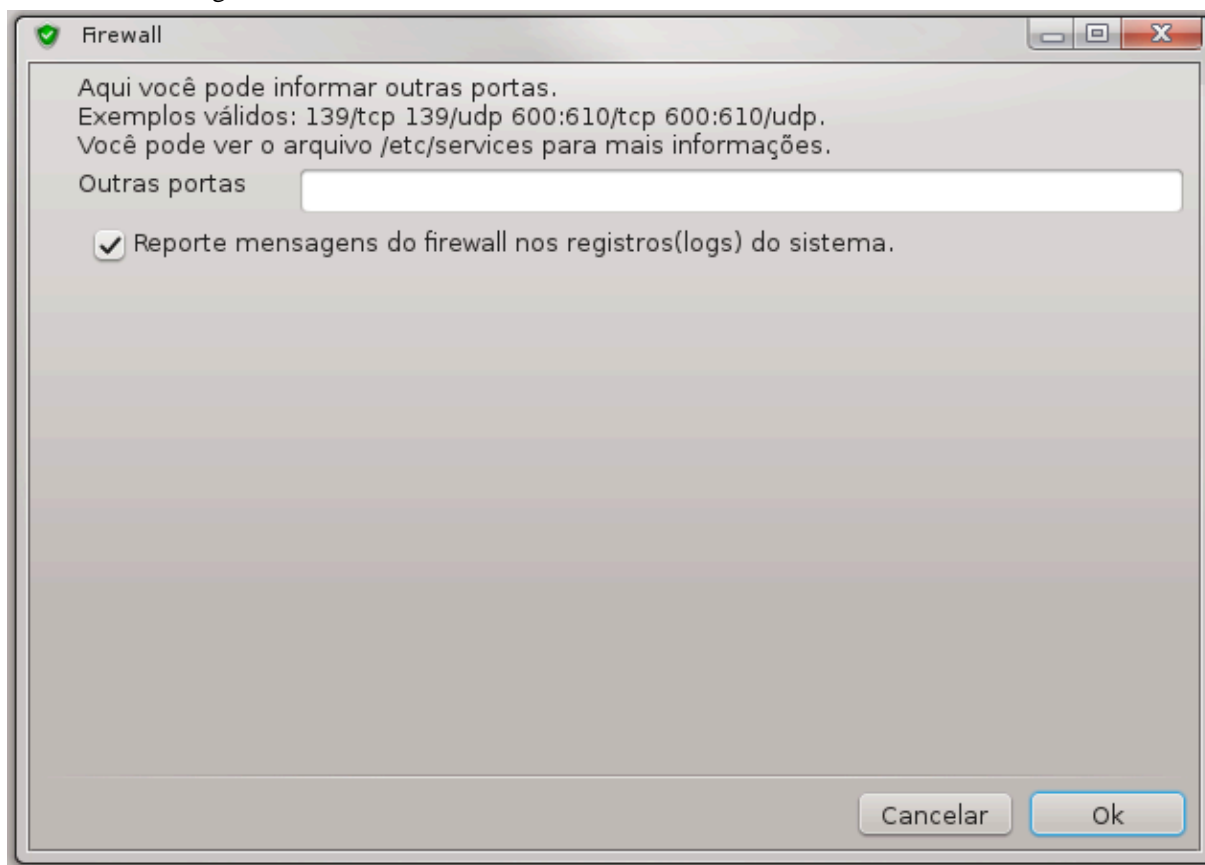 Firewall
Aqui você pode informar outras portas.
Exemplos válidos: 139/tcp 139/udp 600:610/tcp 600:610/udp.
Você pode ver o arquivo /etc/services para mais informações.
Outras portas
Reporte mensagens do firewall nos registros(logs) do sistema.
Cancelar
Ok